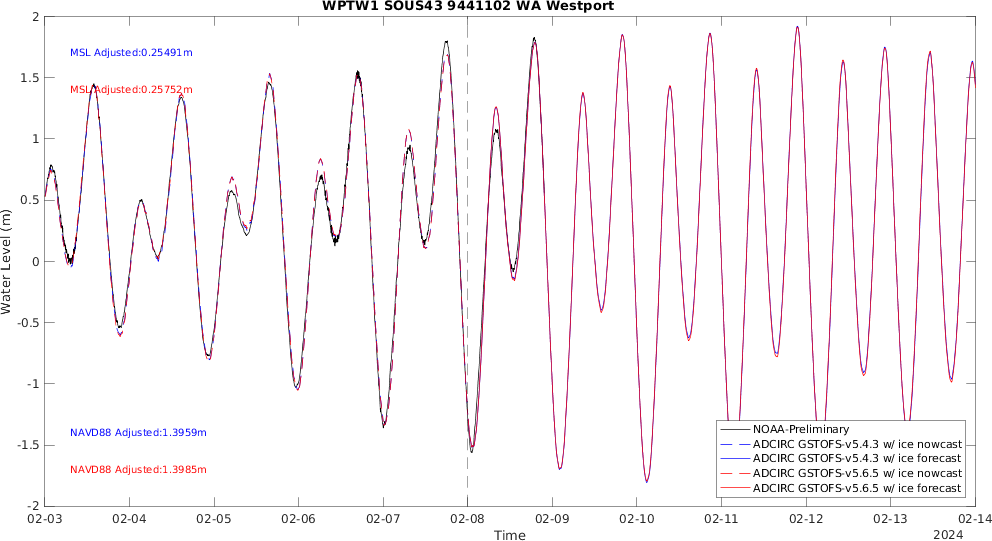 WPTW1 SOUS43 9441102 WA Westport
2
1.5
1
0.5
0
-0.5
-1
-1.5
-2
Water Level (m)
MSL Adjusted:0.25491m
MSL Adjusted:0.25752m
NAVD88 Adjusted:1.3959m
NAVD88 Adjusted:1.3985m
NOAA-Preliminary
ADCIRC GSTOFS-v5.4.3 w/ ice nowcast
ADCIRC GSTOFS-v5.4.3 w/ ice forecast
ADCIRC GSTOFS-v5.6.5 w/ ice nowcast
ADCIRC GSTOFS-v5.6.5 w/ ice forecast
02-03 02-04 02-05 02-06 02-07 02-08 02-09 02-10 02-11 02-12 02-13 02-14
Time
2024